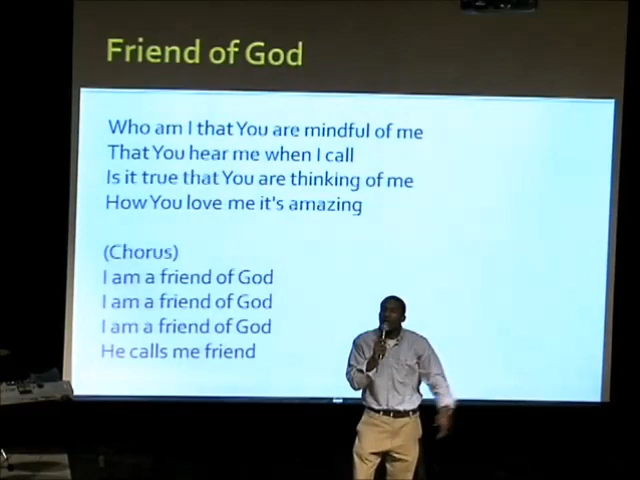 Friend of God
Who am I that You are mindful of me
That You hear me when I call
Is it true that You are thinking of me
How You love me it's amazing
(Chorus)
I am a friend of God
I am a friend of God
I am a friend of God
He calls me friend